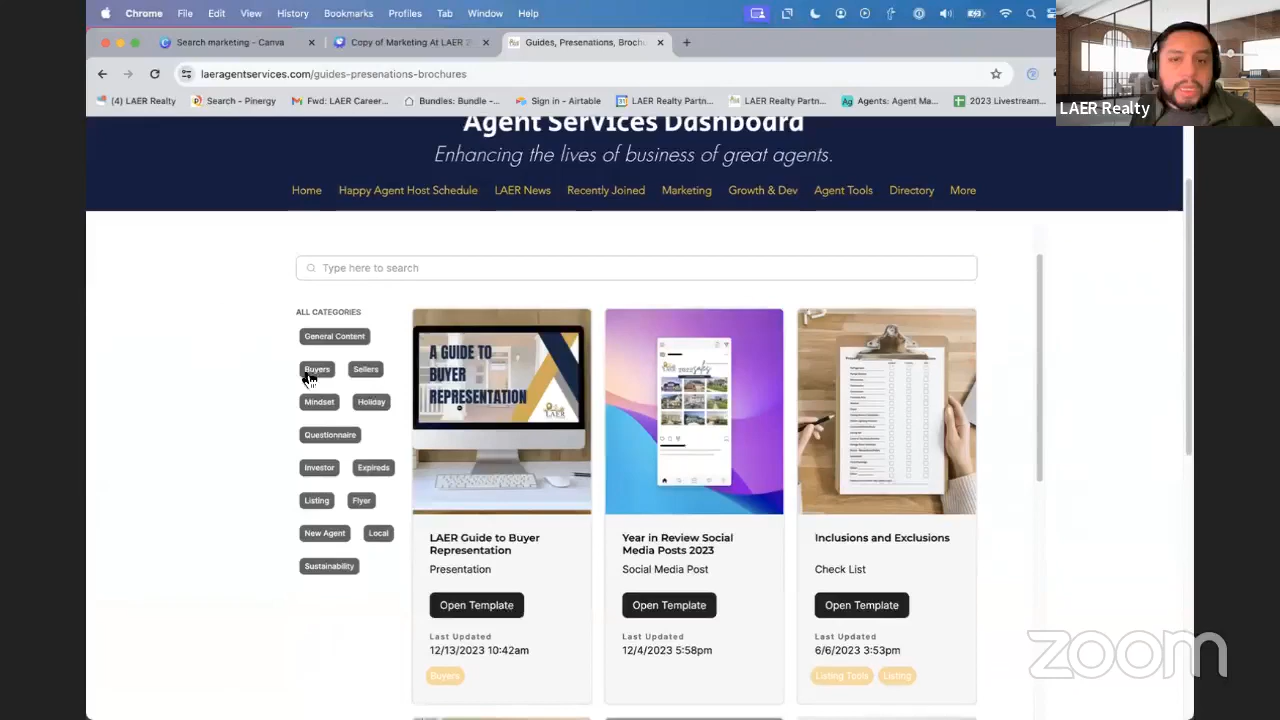 Chrome File Edit View History Bookmarks Profiles Tab Window Help
Search marketing - Canva
Copy of Marketing At LAER 2
Guides, Presenations, Brochu
laeragentservices.com/guides-presenations-brochures
(4) LAER Realty
Search - Pinergy
Fwd: LAER Career...
Bundles: Bundle -...
Sign in - Airtable
LAER Realty Partn...
LAER Realty Partn...
Agents: Agent Ma...
2023 Livestream...
LAER Realty
Agent Services Dashboard
Enhancing the lives of business of great agents.
Home Happy Agent Host Schedule LAER News Recently Joined Marketing Growth & Dev Agent Tools Directory More
Type here to search
ALL CATEGORIES
General Content
Buyers Sellers
Mindset Holiday
Questionnaire
Investor Expireds
Listing Flyer
New Agent Local
Sustainability
A GUIDE TO
BUYER
REPRESENTATION
LAER Guide to Buyer
Representation
Presentation
Open Template
Last Updated
12/13/2023 10:42am
Buyers
Year in Review Social
Media Posts 2023
Social Media Post
Open Template
Last Updated
12/4/2023 5:58pm
Inclusions and Exclusions
Check List
Open Template
Last Updated
6/6/2023 3:53pm
Listing Tools Listing
zoom